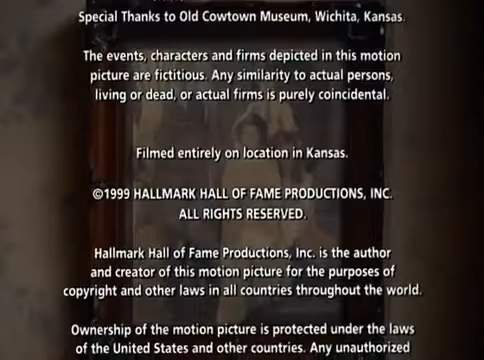 Special Thanks to Old Cowtown Museum, Wichita, Kansas.
The events, characters and firms depicted in this motion
picture are fictitious. Any similarity to actual persons,
living or dead, or actual firms is purely coincidental.
Filmed entirely on location in Kansas.
©1999 HALLMARK HALL OF FAME PRODUCTIONS, INC.
ALL RIGHTS RESERVED.
Hallmark Hall of Fame Productions, Inc. is the author
and creator of this motion picture for the purposes of
copyright and other laws in all countries throughout the world.
Ownership of the motion picture is protected under the laws
of the United States and other countries. Any unauthorized